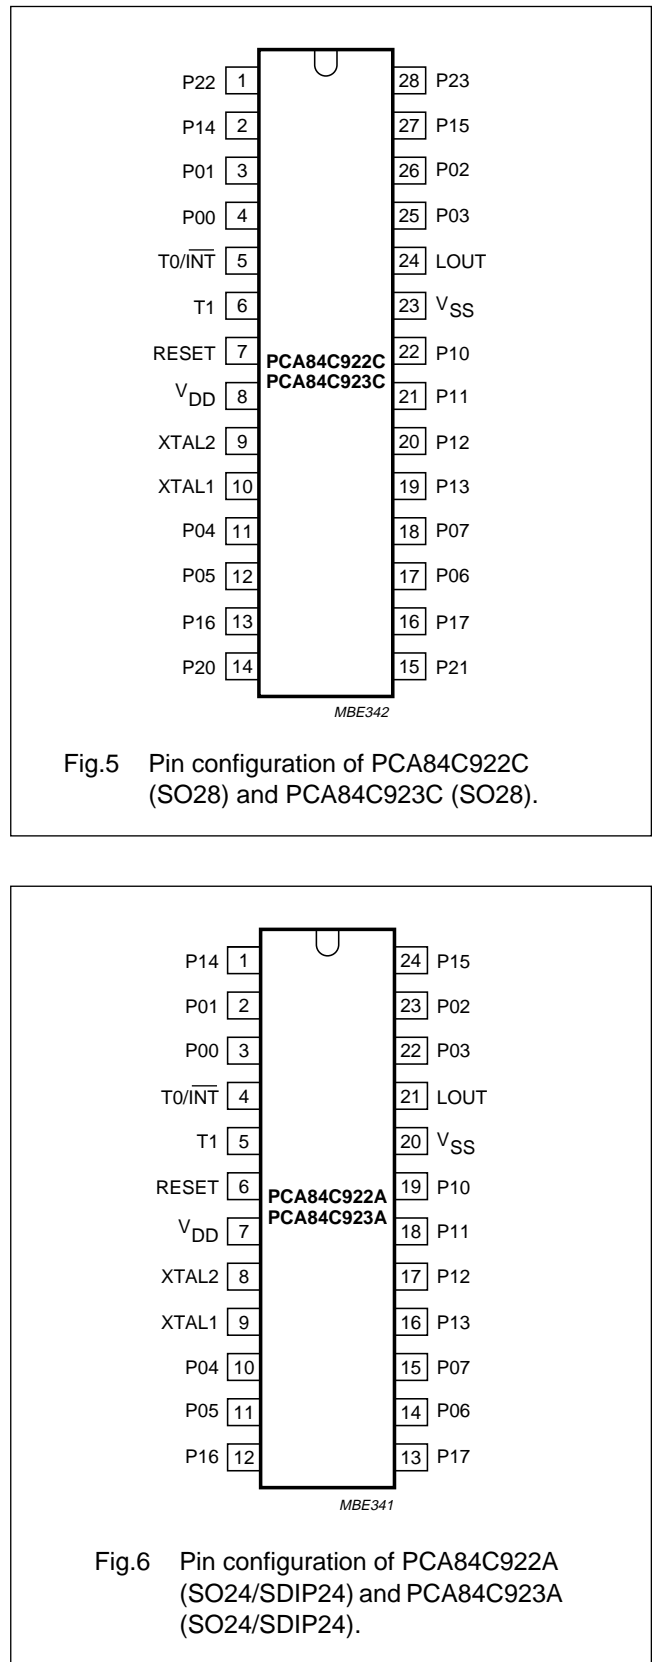 P22 1 28 P23
P14 2 27 P15
P01 3 26 P02
P00 4 25 P03
T0/INT 5 24 LOUT
T1 6 23 VSS
RESET 7 22 P10
PCA84C922C
PCA84C923C
VDD 8 21 P11
XTAL2 9 20 P12
XTAL1 10 19 P13
P04 11 18 P07
P05 12 17 P06
P16 13 16 P17
P20 14 15 P21
MBE342
Fig.5 Pin configuration of PCA84C922C
(SO28) and PCA84C923C (SO28).
P14 1 24 P15
P01 2 23 P02
P00 3 22 P03
T0/INT 4 21 LOUT
T1 5 20 VSS
RESET 6 19 P10
PCA84C922A
PCA84C923A
VDD 7 18 P11
XTAL2 8 17 P12
XTAL1 9 16 P13
P04 10 15 P07
P05 11 14 P06
P16 12 13 P17
MBE341
Fig.6 Pin configuration of PCA84C922A
(SO24/SDIP24) and PCA84C923A
(SO24/SDIP24).